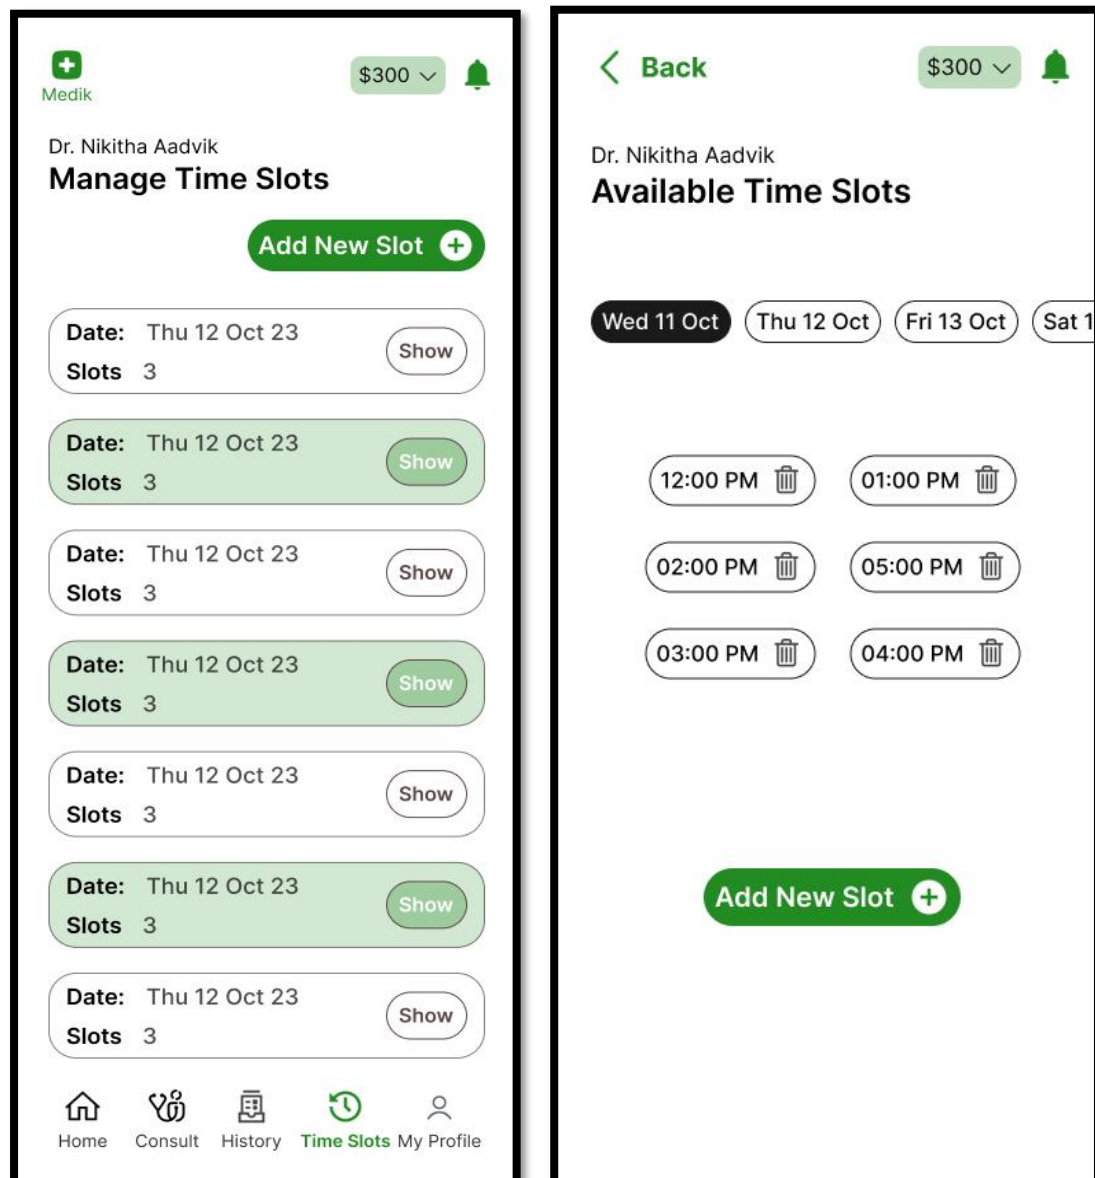 Medik
$300
Dr. Nikitha Aadvik
Manage Time Slots
Add New Slot
Date: Thu 12 Oct 23
Slots 3
Show
Date: Thu 12 Oct 23
Slots 3
Show
Date: Thu 12 Oct 23
Slots 3
Show
Date: Thu 12 Oct 23
Slots 3
Show
Date: Thu 12 Oct 23
Slots 3
Show
Date: Thu 12 Oct 23
Slots 3
Show
Date: Thu 12 Oct 23
Slots 3
Show
Home Consult History Time Slots My Profile
Back
$300
Dr. Nikitha Aadvik
Available Time Slots
Wed 11 Oct Thu 12 Oct Fri 13 Oct Sat 1
12:00 PM 01:00 PM
02:00 PM 05:00 PM
03:00 PM 04:00 PM
Add New Slot